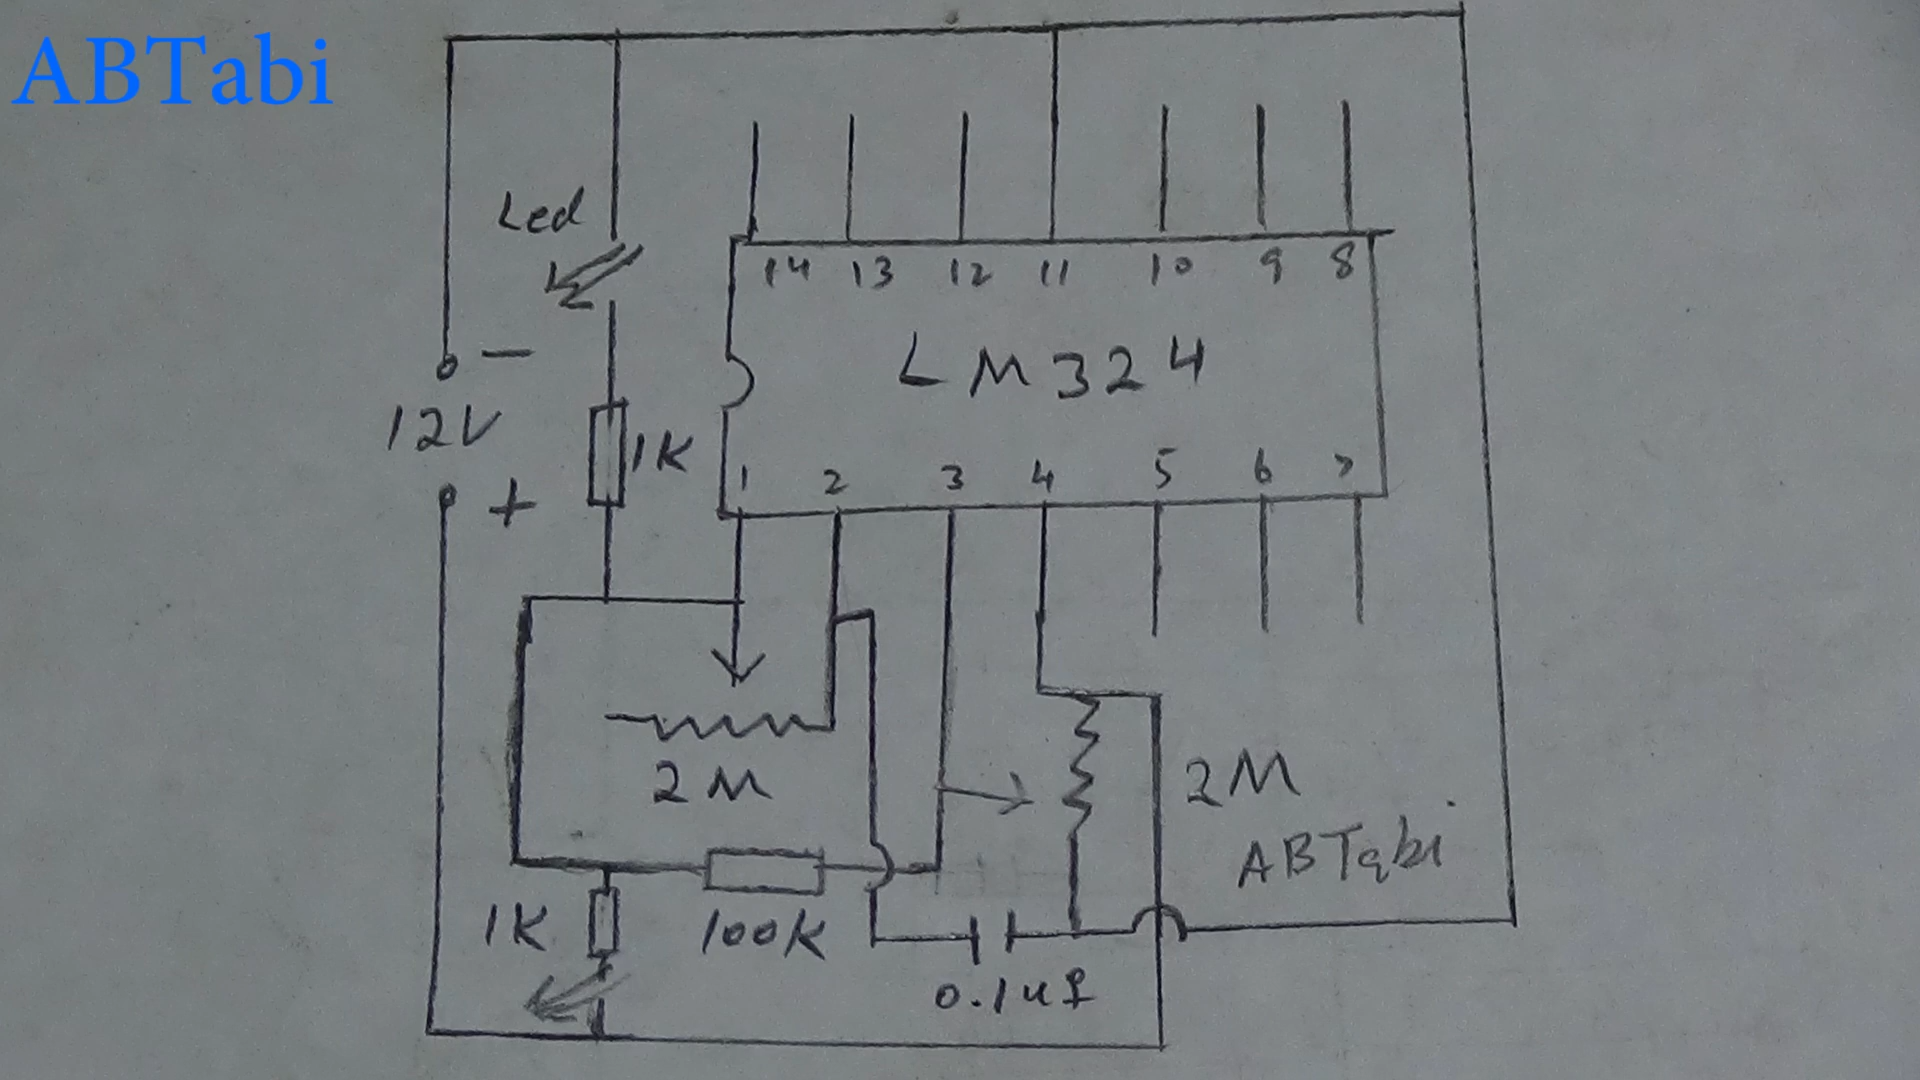 ABTabi
Led
14 13 12 11 10 9 8
LM324
-
12V
+
1K
1 2 3 4 5 6 7
2M
2M
ABTabi
1K
100K
0.1uf